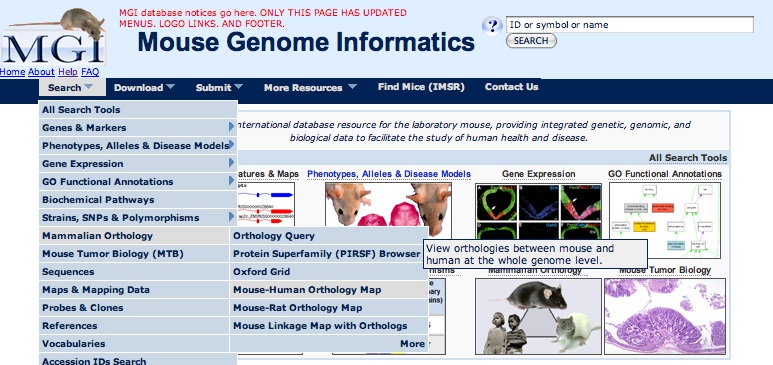 MGI database notices go here. ONLY THIS PAGE HAS UPDATED
MENUS. LOGO LINKS. AND FOOTER.
MGI
Mouse Genome Informatics
?
ID or symbol or name
SEARCH
Home About Help FAQ
Search Download Submit More Resources Find Mice (IMSR) Contact Us
All Search Tools
Genes & Markers
Phenotypes, Alleles & Disease Models
Gene Expression
GO Functional Annotations
Biochemical Pathways
Strains, SNPs & Polymorphisms
Mammalian Orthology
Mouse Tumor Biology (MTB)
Sequences
Maps & Mapping Data
Probes & Clones
References
Vocabularies
Accession IDs Search
Orthology Query
Protein Superfamily (PIRSF) Browser
Oxford Grid
Mouse-Human Orthology Map
Mouse-Rat Orthology Map
Mouse Linkage Map with Orthologs
More
View orthologies between mouse and
human at the whole genome level.
international database resource for the laboratory mouse, providing integrated genetic, genomic, and
biological data to facilitate the study of human health and disease.
All Search Tools
atures & Maps
Phenotypes, Alleles & Disease Models
Gene Expression
GO Functional Annotations
Mammalian Orthology
Mouse Tumor Biology